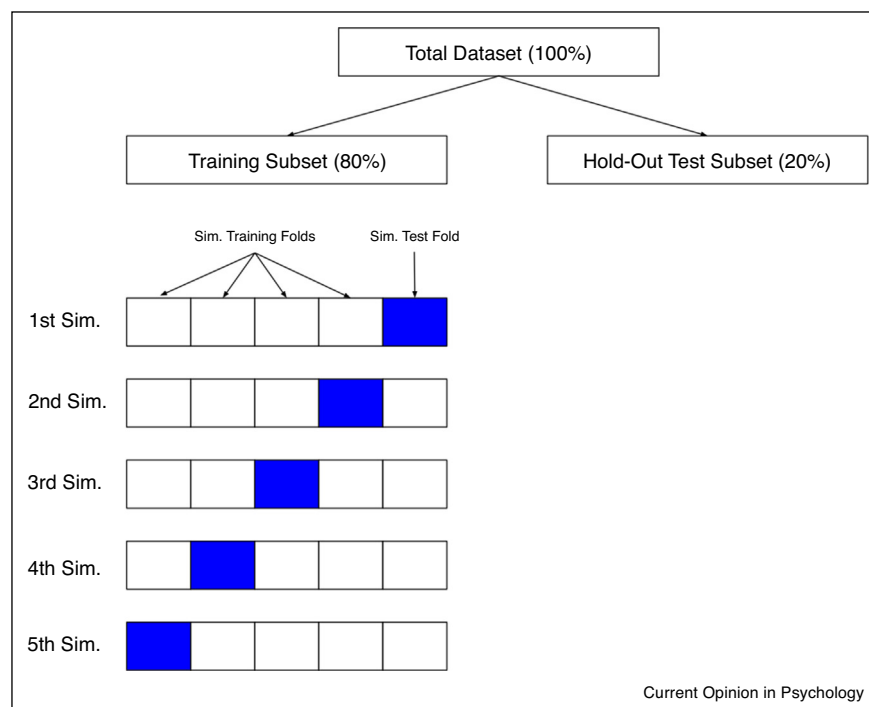 Total Dataset (100%)
Training Subset (80%)
Hold-Out Test Subset (20%)
Sim. Training Folds
Sim. Test Fold
1st Sim.
2nd Sim.
3rd Sim.
4th Sim.
5th Sim.
Current Opinion in Psychology